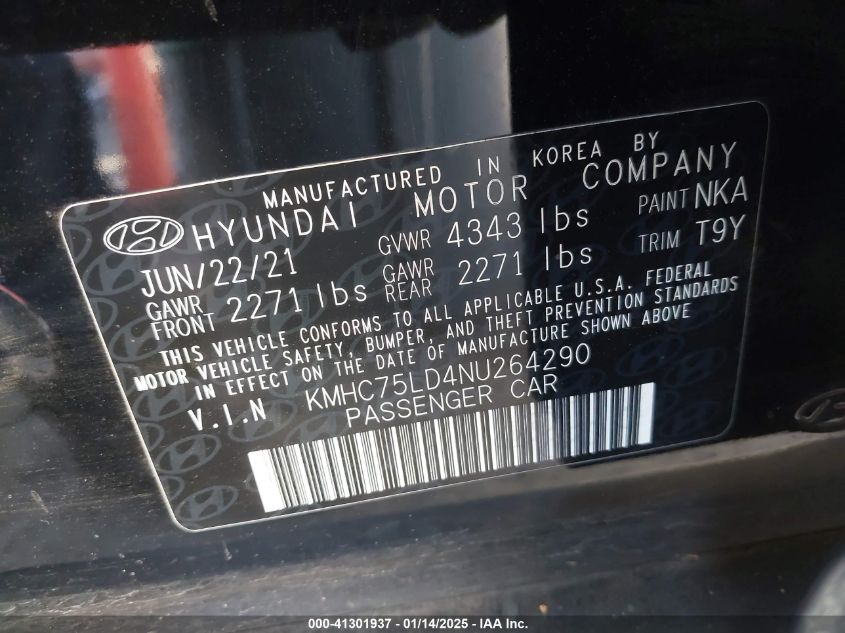 MANUFACTURED IN KOREA BY
HYUNDAI MOTOR COMPANY
JUN/22/21 GVWR 4343 lbs PAINT NKA
GAWR FRONT 2271 lbs GAWR REAR 2271 lbs TRIM T9Y
THIS VEHICLE CONFORMS TO ALL APPLICABLE U.S.A. FEDERAL
MOTOR VEHICLE SAFETY, BUMPER, AND THEFT PREVENTION STANDARDS
IN EFFECT ON THE DATE OF MANUFACTURE SHOWN ABOVE
V.I.N KMHC75LD4NU264290
PASSENGER CAR
000-41301937 - 01/14/2025 - IAA Inc.